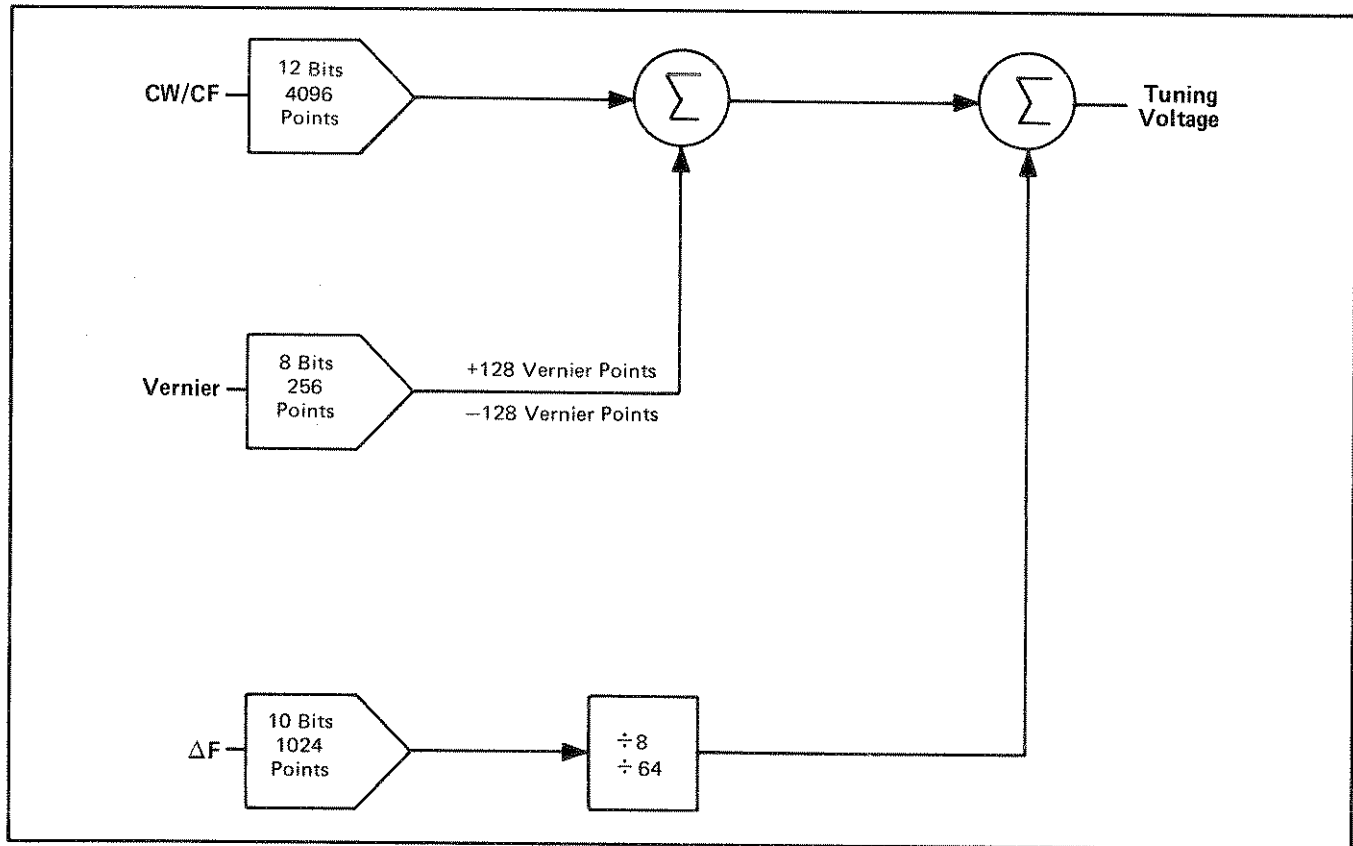 CW/CF
12 Bits
4096
Points
Σ
Σ
Tuning
Voltage
Vernier
8 Bits
256
Points
+128 Vernier Points
−128 Vernier Points
ΔF
10 Bits
1024
Points
÷8
÷64